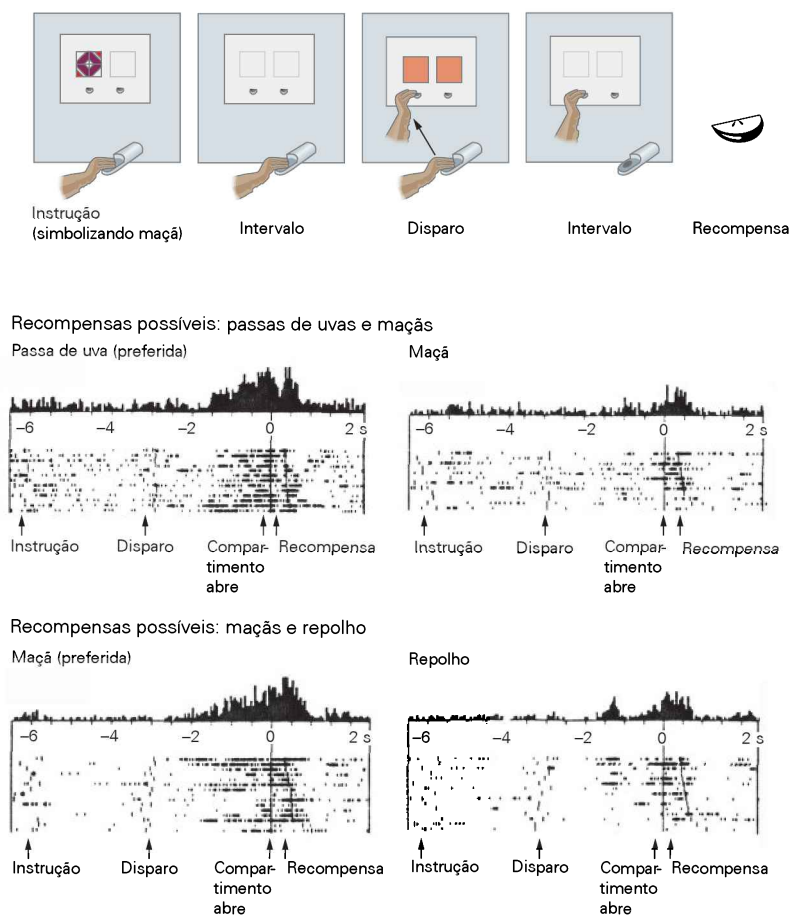 Instrução
(simbolizando maçã)
Intervalo
Disparo
Intervalo
Recompensa
Recompensas possíveis: passas de uvas e maçãs
Passa de uva (preferida)
Maçã
−6 −4 −2 0 2 s
−6 −4 −2 0 2 s
Instrução
Disparo
Compar-
timento
abre
Recompensa
Instrução
Disparo
Compar-
timento
abre
Recompensa
Recompensas possíveis: maçãs e repolho
Maçã (preferida)
Repolho
−6 −4 −2 0 2 s
−6 −4 −2 0 2 s
Instrução
Disparo
Compar-
timento
abre
Recompensa
Instrução
Disparo
Compar-
timento
abre
Recompensa